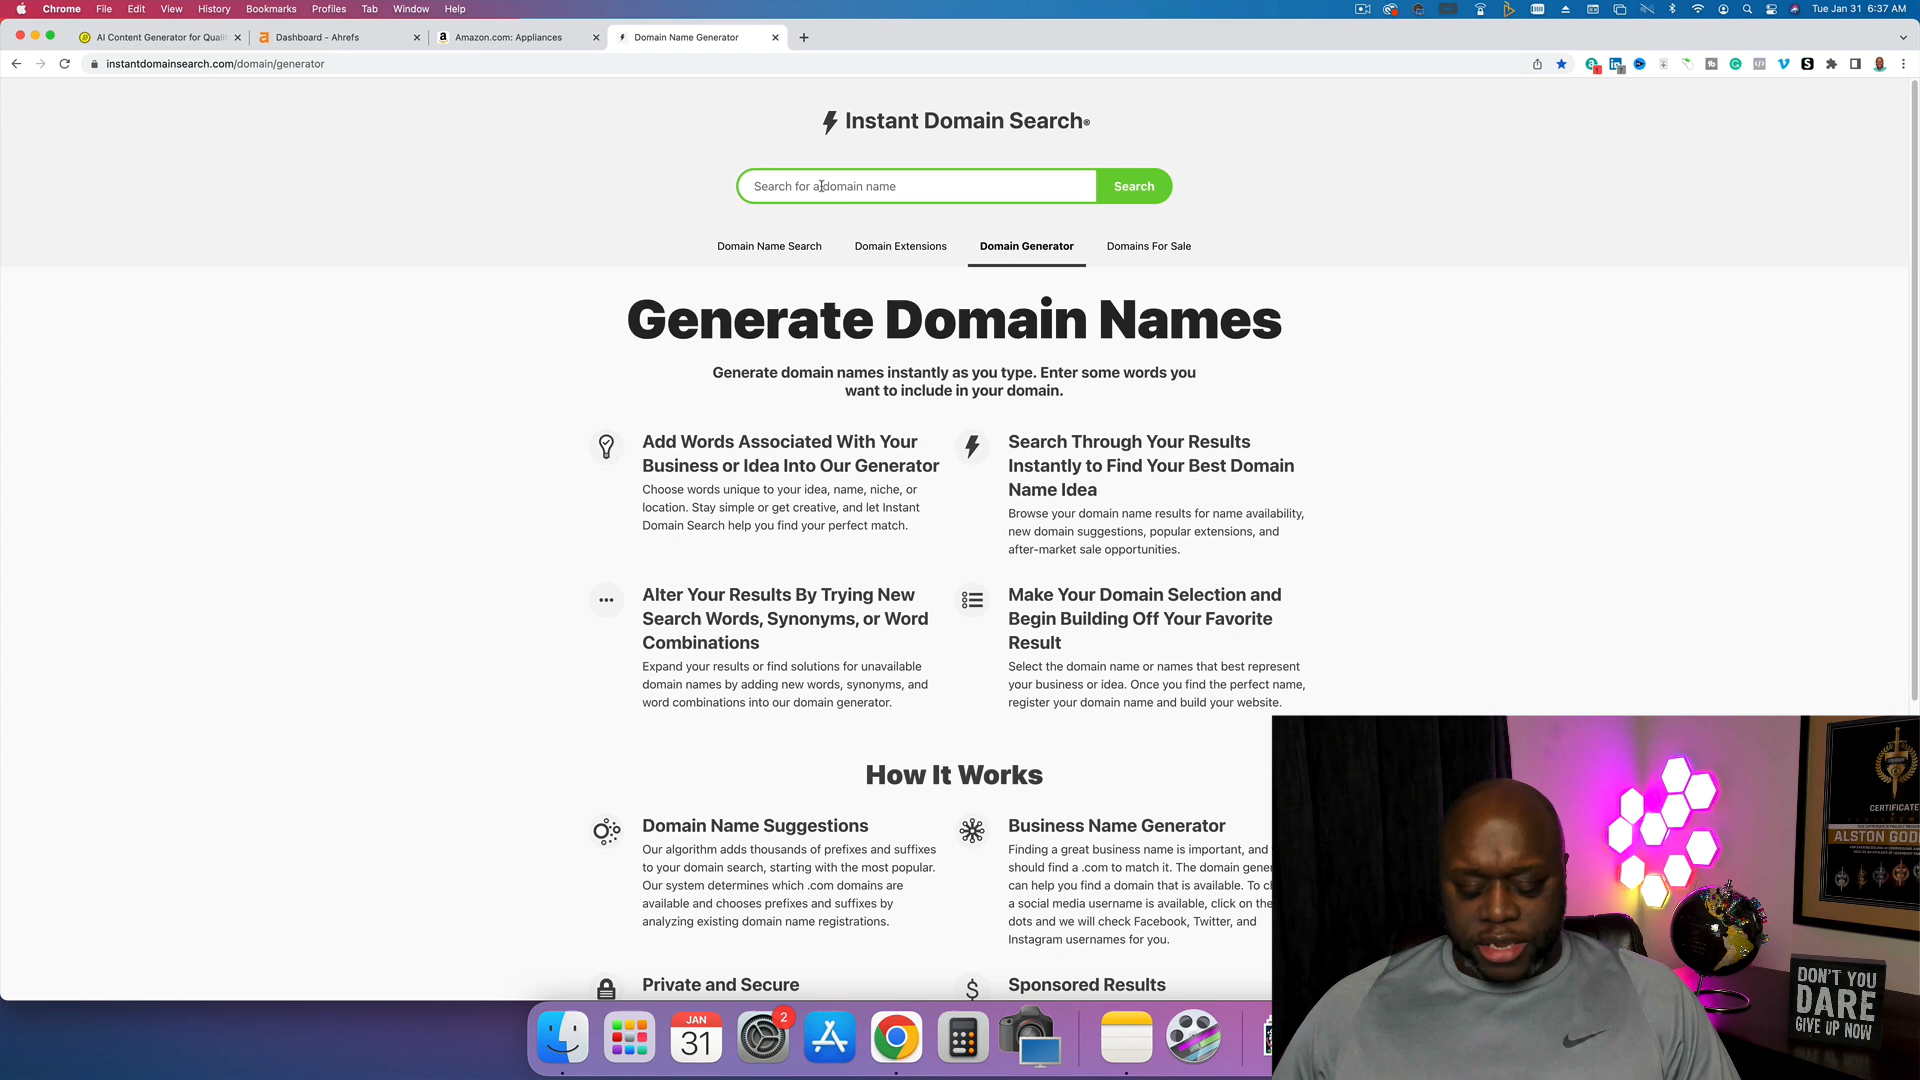 Chrome File Edit View History Bookmarks Profiles Tab Window Help
Tue Jan 31 6:37 AM
AI Content Generator for Quali
Dashboard - Ahrefs
Amazon.com: Appliances
Domain Name Generator
instantdomainsearch.com/domain/generator
Instant Domain Search®
Search for a domain name
Search
Domain Name Search
Domain Extensions
Domain Generator
Domains For Sale
Generate Domain Names
Generate domain names instantly as you type. Enter some words you
want to include in your domain.
Add Words Associated With Your
Business or Idea Into Our Generator
Choose words unique to your idea, name, niche, or
location. Stay simple or get creative, and let Instant
Domain Search help you find your perfect match.
Search Through Your Results
Instantly to Find Your Best Domain
Name Idea
Browse your domain name results for name availability,
new domain suggestions, popular extensions, and
after-market sale opportunities.
Alter Your Results By Trying New
Search Words, Synonyms, or Word
Combinations
Expand your results or find solutions for unavailable
domain names by adding new words, synonyms, and
word combinations into our domain generator.
Make Your Domain Selection and
Begin Building Off Your Favorite
Result
Select the domain name or names that best represent
your business or idea. Once you find the perfect name,
register your domain name and build your website.
How It Works
Domain Name Suggestions
Our algorithm adds thousands of prefixes and suffixes
to your domain search, starting with the most popular.
Our system determines which .com domains are
available and chooses prefixes and suffixes by
analyzing existing domain name registrations.
Business Name Generator
Finding a great business name is important, and
should find a .com to match it. The domain gener
can help you find a domain that is available. To cl
a social media username is available, click on the
dots and we will check Facebook, Twitter, and
Instagram usernames for you.
Private and Secure
Sponsored Results
JAN
31
2
CERTIFICATE
ALSTON GOD
DON'T YOU
DARE
GIVE UP NOW